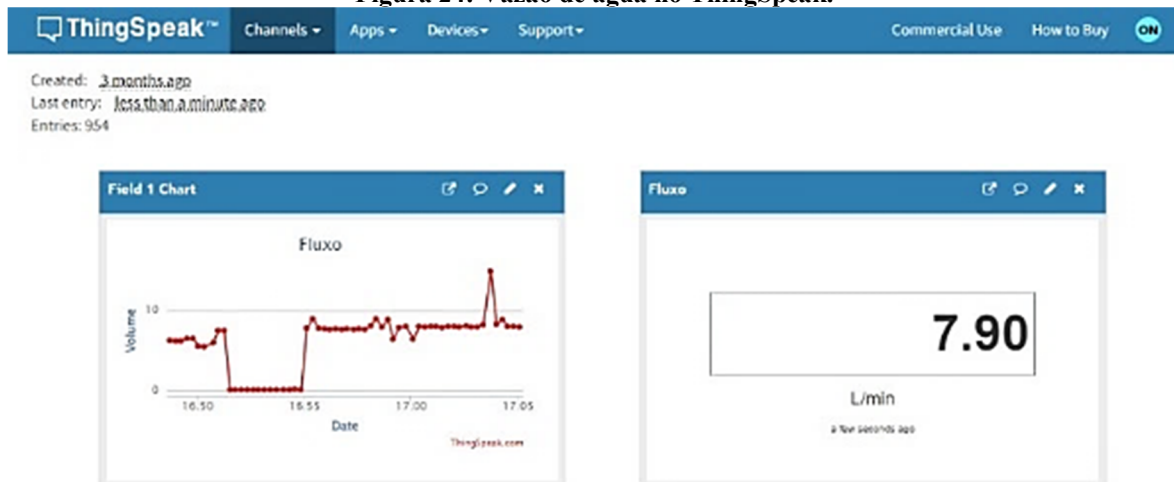 Figura 24: Vazão de água no ThingSpeak.
ThingSpeak™ Channels Apps Devices Support Commercial Use How to Buy ON
Created: 3 months ago
Last entry: less than a minute ago
Entries: 954
Field 1 Chart
Fluxo
Fluxo
Volume
10
0
16:50 16:55 17:00 17:05
Date
ThingSpeak.com
7.90
L/min
a few seconds ago